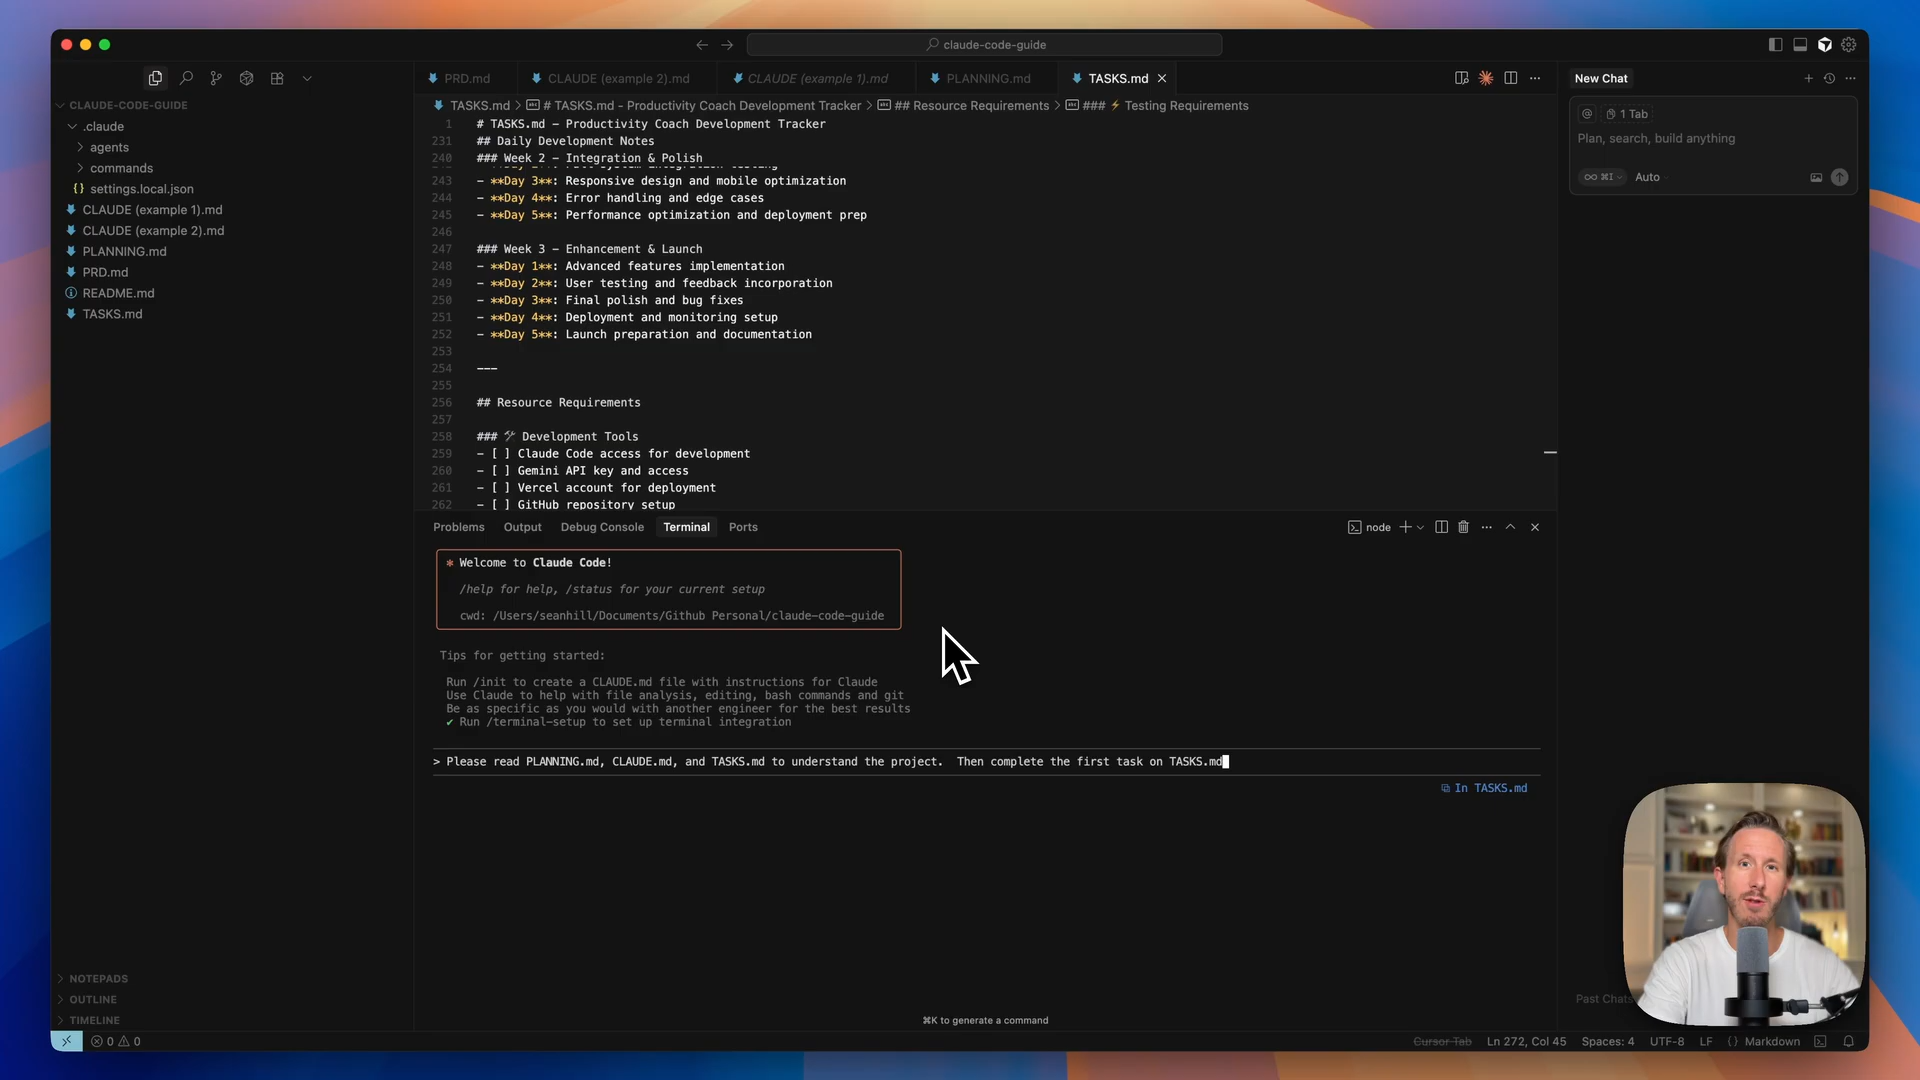 claude-code-guide
CLAUDE-CODE-GUIDE
.claude
agents
commands
settings.local.json
CLAUDE (example 1).md
CLAUDE (example 2).md
PLANNING.md
PRD.md
README.md
TASKS.md
NOTEPADS
OUTLINE
TIMELINE
PRD.md
CLAUDE (example 2).md
CLAUDE (example 1).md
PLANNING.md
TASKS.md
TASKS.md > # TASKS.md - Productivity Coach Development Tracker > ## Resource Requirements > ### ⚡ Testing Requirements
1 # TASKS.md - Productivity Coach Development Tracker
231 ## Daily Development Notes
240 ### Week 2 - Integration & Polish
243 - **Day 3**: Responsive design and mobile optimization
244 - **Day 4**: Error handling and edge cases
245 - **Day 5**: Performance optimization and deployment prep
246
247 ### Week 3 - Enhancement & Launch
248 - **Day 1**: Advanced features implementation
249 - **Day 2**: User testing and feedback incorporation
250 - **Day 3**: Final polish and bug fixes
251 - **Day 4**: Deployment and monitoring setup
252 - **Day 5**: Launch preparation and documentation
253
254 ---
255
256 ## Resource Requirements
257
258 ### 🛠 Development Tools
259 - [ ] Claude Code access for development
260 - [ ] Gemini API key and access
261 - [ ] Vercel account for deployment
262 - [ ] GitHub repository setup
Problems Output Debug Console Terminal Ports
node
* Welcome to Claude Code!
/help for help, /status for your current setup
cwd: /Users/seanhill/Documents/Github Personal/claude-code-guide
Tips for getting started:
Run /init to create a CLAUDE.md file with instructions for Claude
Use Claude to help with file analysis, editing, bash commands and git
Be as specific as you would with another engineer for the best results
✔ Run /terminal-setup to set up terminal integration
> Please read PLANNING.md, CLAUDE.md, and TASKS.md to understand the project.  Then complete the first task on TASKS.md
In TASKS.md
⌘K to generate a command
New Chat
@ 1 Tab
Plan, search, build anything
∞ ⌘I Auto
Past Chats
0 0
Cursor Tab Ln 272, Col 45 Spaces: 4 UTF-8 LF { } Markdown